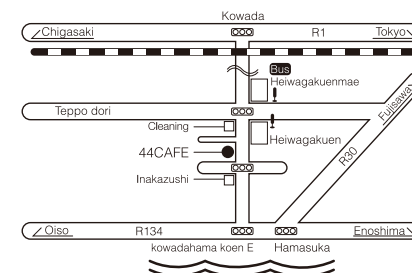 Kowada
Chigasaki
R1
Tokyo
Bus
Heiwagakuenmae
Teppo dori
Fujisawa
Cleaning
Heiwagakuen
44CAFE
R30
Inakazushi
Oiso
R134
Enoshima
kowadahama koen E
Hamasuka